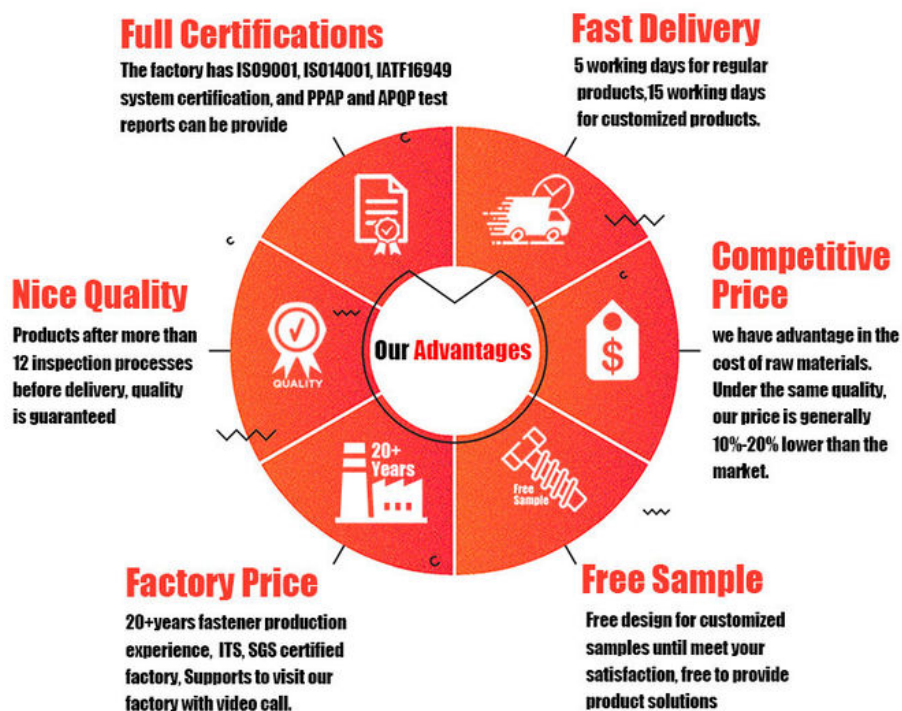 Full Certifications
The factory has ISO9001, ISO14001, IATF16949
system certification, and PPAP and APQP test
reports can be provide
Fast Delivery
5 working days for regular
products,15 working days
for customized products.
Nice Quality
Products after more than
12 inspection processes
before delivery, quality
is guaranteed
QUALITY
Our Advantages
$
Competitive
Price
we have advantage in the
cost of raw materials.
Under the same quality,
our price is generally
10%-20% lower than the
market.
20+
Years
Free
Sample
Factory Price
20+years fastener production
experience, ITS, SGS certified
factory, Supports to visit our
factory with video call.
Free Sample
Free design for customized
samples until meet your
satisfaction, free to provide
product solutions